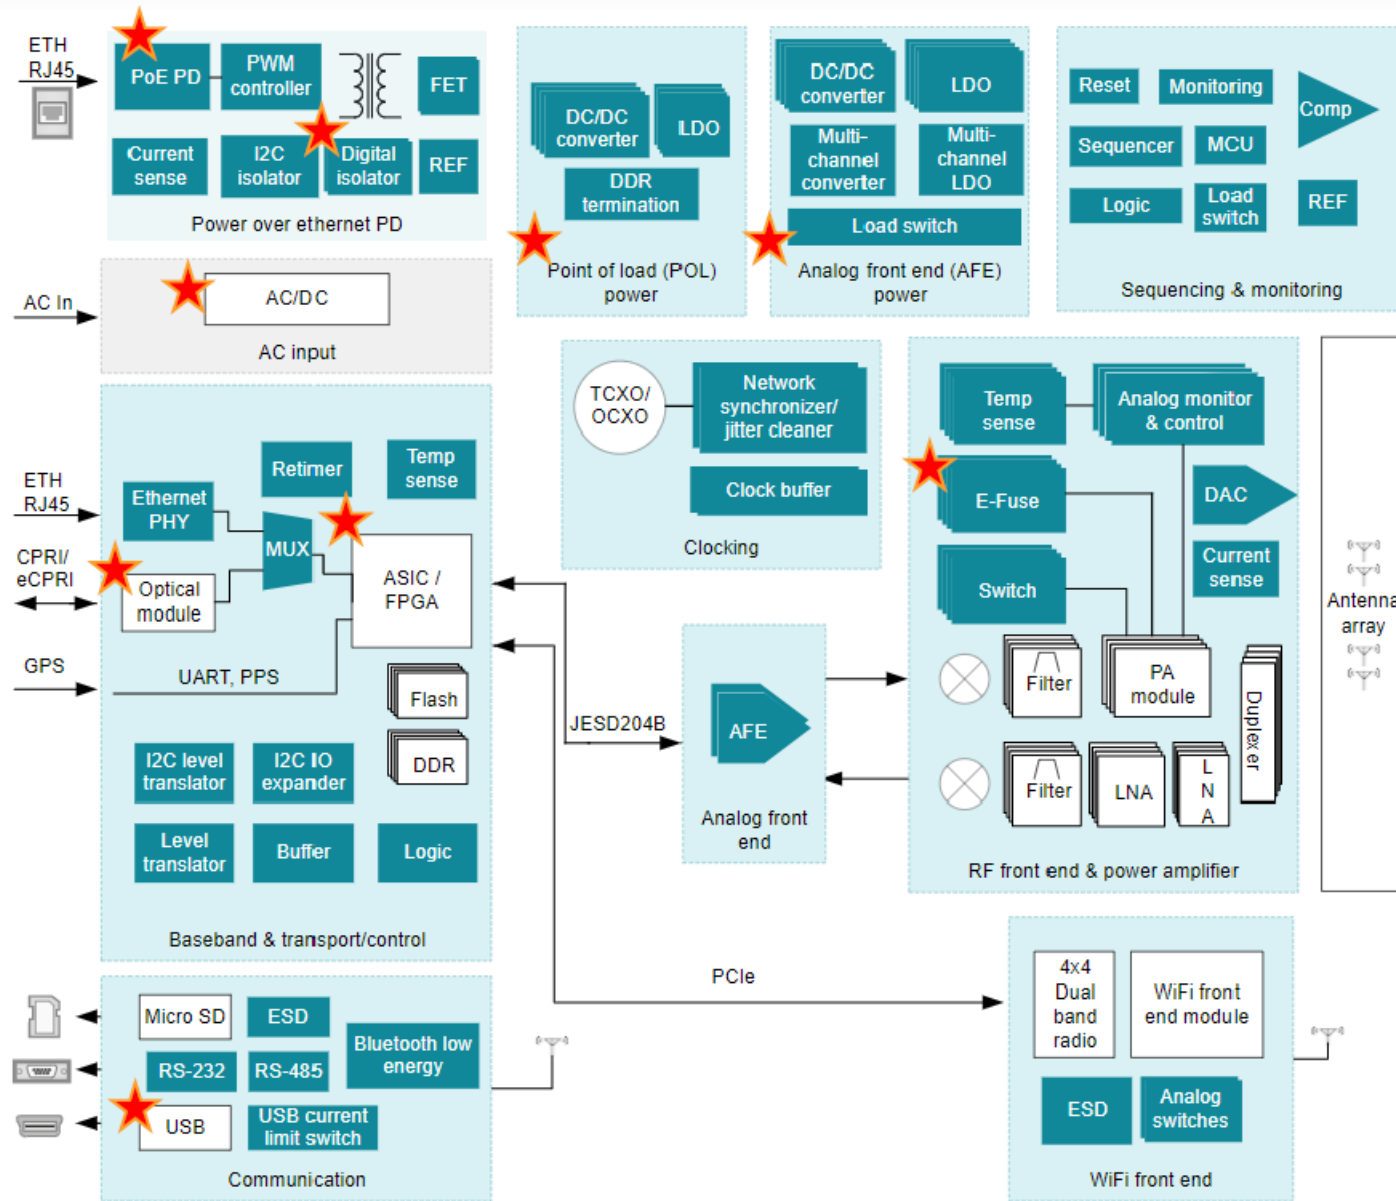 ETH
RJ45
PoE PD
PWM
controller
FET
Current
sense
I2C
isolator
Digital
isolator
REF
Power over ethernet PD
DC/DC
converter
LDO
DDR
termination
Point of load (POL)
power
DC/DC
converter
LDO
Multi-
channel
converter
Multi-
channel
LDO
Load switch
Analog front end (AFE)
power
Reset
Monitoring
Comp
Sequencer
MCU
Logic
Load
switch
REF
Sequencing & monitoring
AC In
AC/DC
AC input
TCXO/
OCXO
Network
synchronizer/
jitter cleaner
Clock buffer
Clocking
Temp
sense
Analog monitor
& control
E-Fuse
DAC
Switch
Current
sense
Filter
PA
module
Duplexer
Filter
LNA
L
N
A
RF front end & power amplifier
Antenna
array
ETH
RJ45
CPRI/
eCPRI
GPS
Retimer
Temp
sense
Ethernet
PHY
MUX
Optical
module
ASIC /
FPGA
UART, PPS
Flash
DDR
I2C level
translator
I2C IO
expander
Level
translator
Buffer
Logic
Baseband & transport/control
JESD204B
AFE
Analog front
end
PCIe
Micro SD
ESD
Bluetooth low
energy
RS-232
RS-485
USB
USB current
limit switch
Communication
4x4
Dual
band
radio
WiFi front
end module
ESD
Analog
switches
WiFi front end